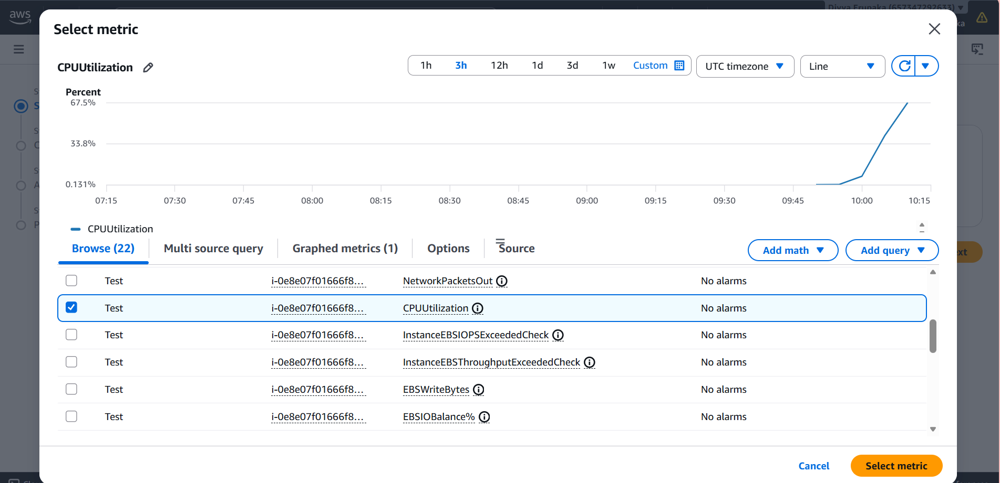 aws
Divya Erupaka (657347292633)
Select metric
CPUUtilization
1h 3h 12h 1d 3d 1w Custom
UTC timezone
Line
Percent
67.5%
33.8%
0.131%
07:15 07:30 07:45 08:00 08:15 08:30 08:45 09:00 09:15 09:30 09:45 10:00 10:15
CPUUtilization
Browse (22) Multi source query Graphed metrics (1) Options Source
Add math Add query
Test i-0e8e07f01666f8... NetworkPacketsOut No alarms
Test i-0e8e07f01666f8... CPUUtilization No alarms
Test i-0e8e07f01666f8... InstanceEBSIOPSExceededCheck No alarms
Test i-0e8e07f01666f8... InstanceEBSThroughputExceededCheck No alarms
Test i-0e8e07f01666f8... EBSWriteBytes No alarms
Test i-0e8e07f01666f8... EBSIOBalance% No alarms
Cancel Select metric